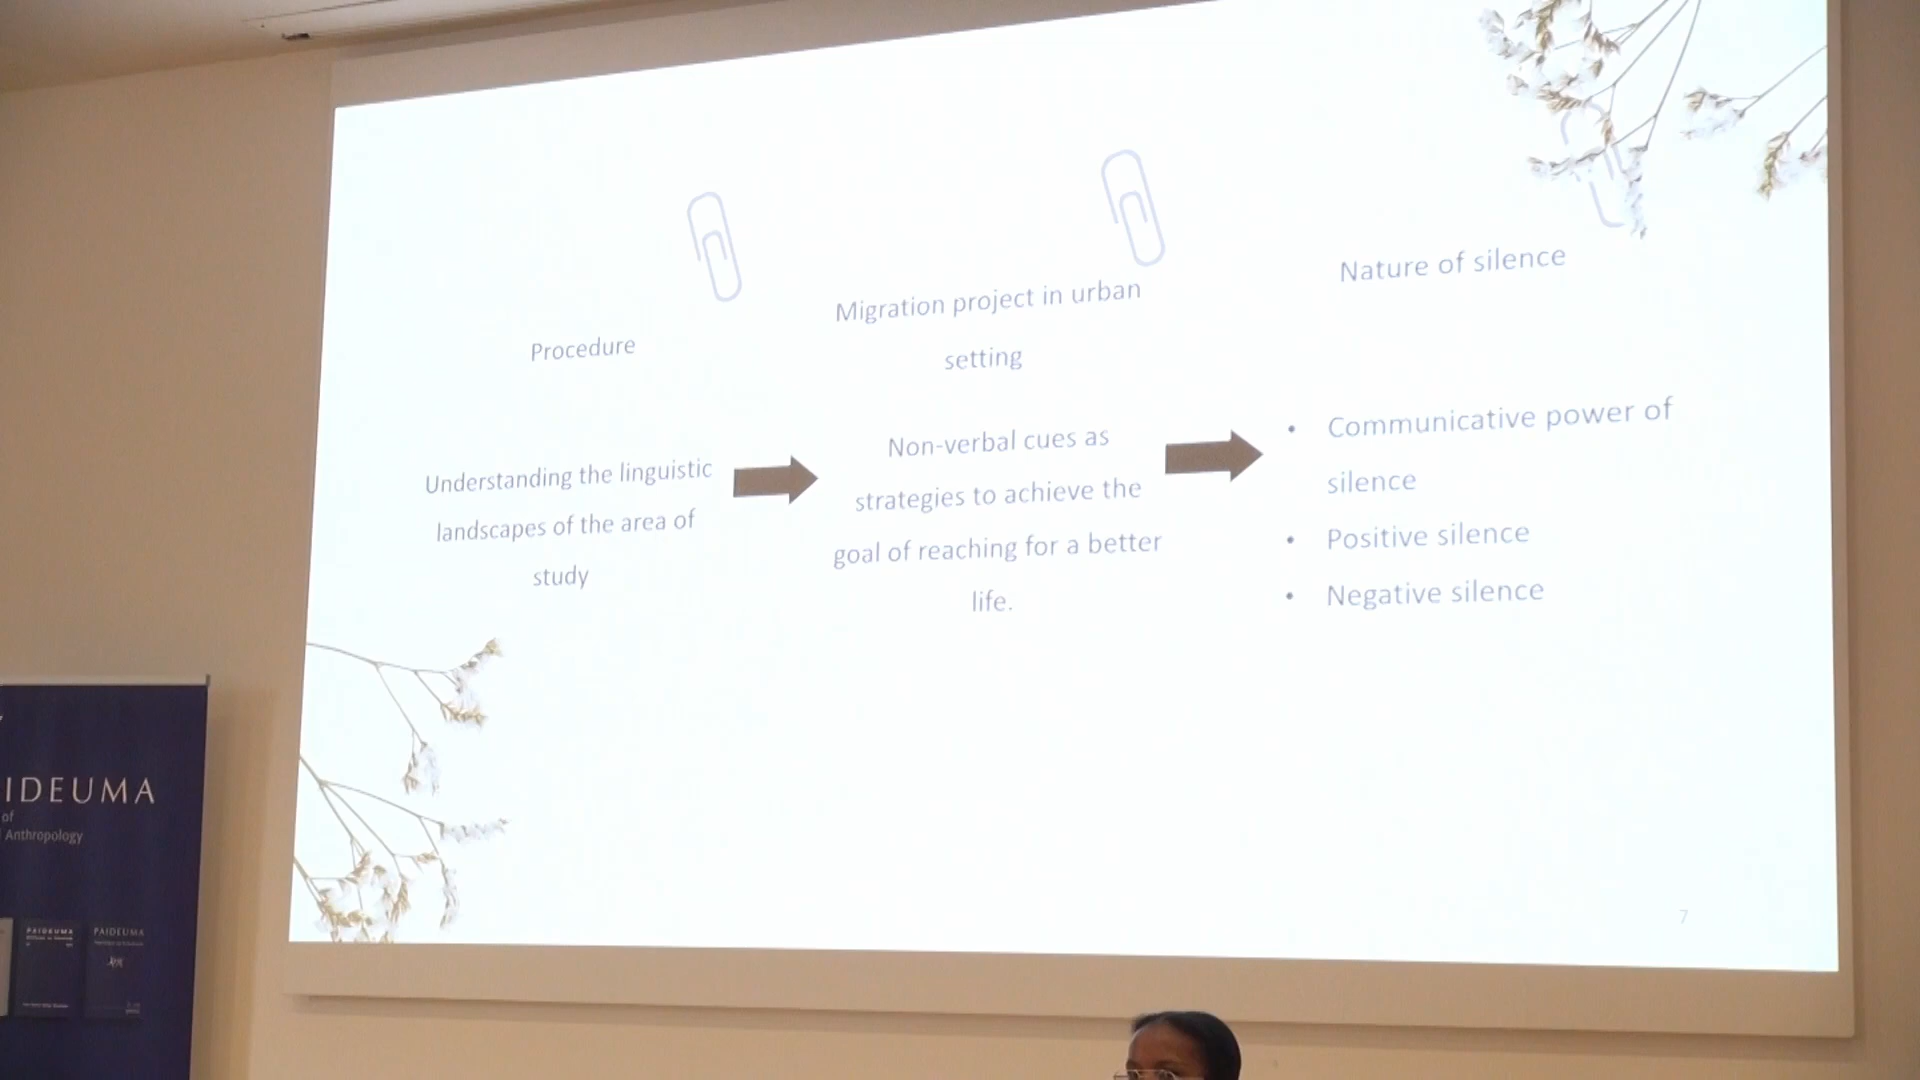 Procedure
Understanding the linguistic
landscapes of the area of
study
Migration project in urban
setting
Non-verbal cues as
strategies to achieve the
goal of reaching for a better
life.
Nature of silence
• Communicative power of
silence
• Positive silence
• Negative silence
7
IDEUMA
of
Anthropology
PAIDEUMA
PAIDEUMA